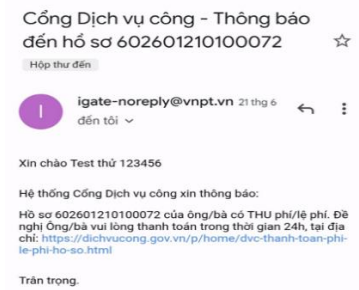 Cổng Dịch vụ công - Thông báo
đến hồ sơ 602601210100072
Hộp thư đến
I
igate-noreply@vnpt.vn 21 thg 6
đến tôi
Xin chào Test thử 123456
Hệ thống Cổng Dịch vụ công xin thông báo:
Hồ sơ 602601210100072 của ông/bà có THU phí/lệ phí. Đề
nghị Ông/bà vui lòng thanh toán trong thời gian 24h, tại địa
chỉ: https://dichvucong.gov.vn/p/home/dvc-thanh-toan-phi-
le-phi-ho-so.html
Trân trọng.